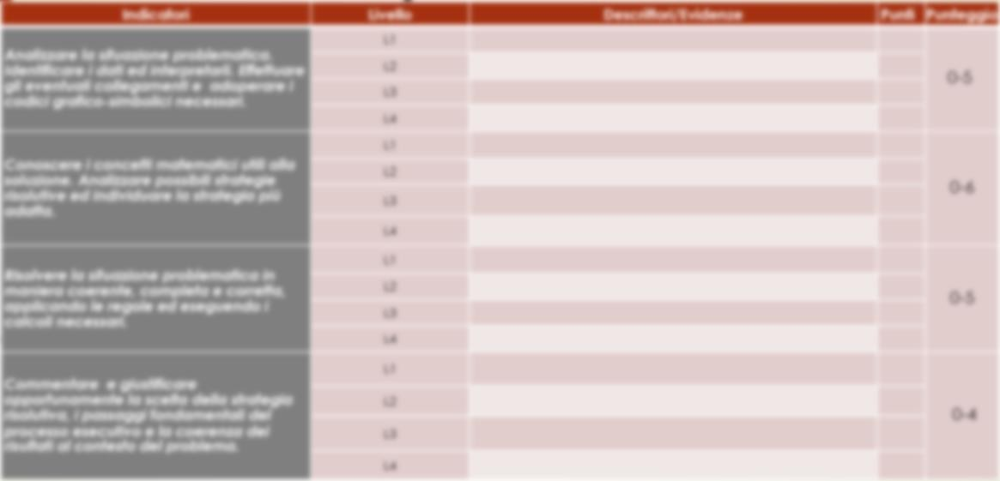 Indicatori Livello Descrittori/Evidenze Punti Punteggio
Analizzare la situazione problematica.
Identificare i dati ed interpretarli. Effettuare
gli eventuali collegamenti e adoperare i
codici grafico-simbolici necessari.
L1
L2
L3
L4
0-5
Conoscere i concetti matematici utili alla
soluzione. Analizzare possibili strategie
risolutive ed individuare la strategia più
adatta.
L1
L2
L3
L4
0-6
Risolvere la situazione problematica in
maniera coerente, completa e corretta,
applicando le regole ed eseguendo i
calcoli necessari.
L1
L2
L3
L4
0-5
Commentare e giustificare
opportunamente la scelta della strategia
risolutiva, i passaggi fondamentali del
processo esecutivo e la coerenza dei
risultati al contesto del problema.
L1
L2
L3
L4
0-4